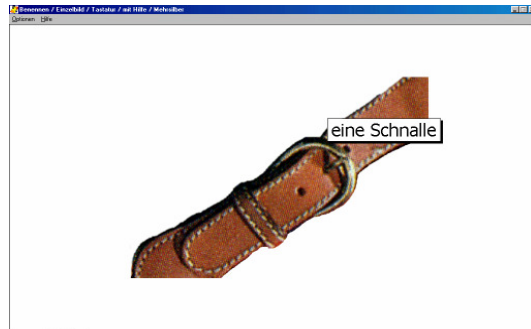 Benennen / Einzelbild / Tastatur / mit Hilfe / Mehrsilber
Optionen Hilfe
eine Schnalle